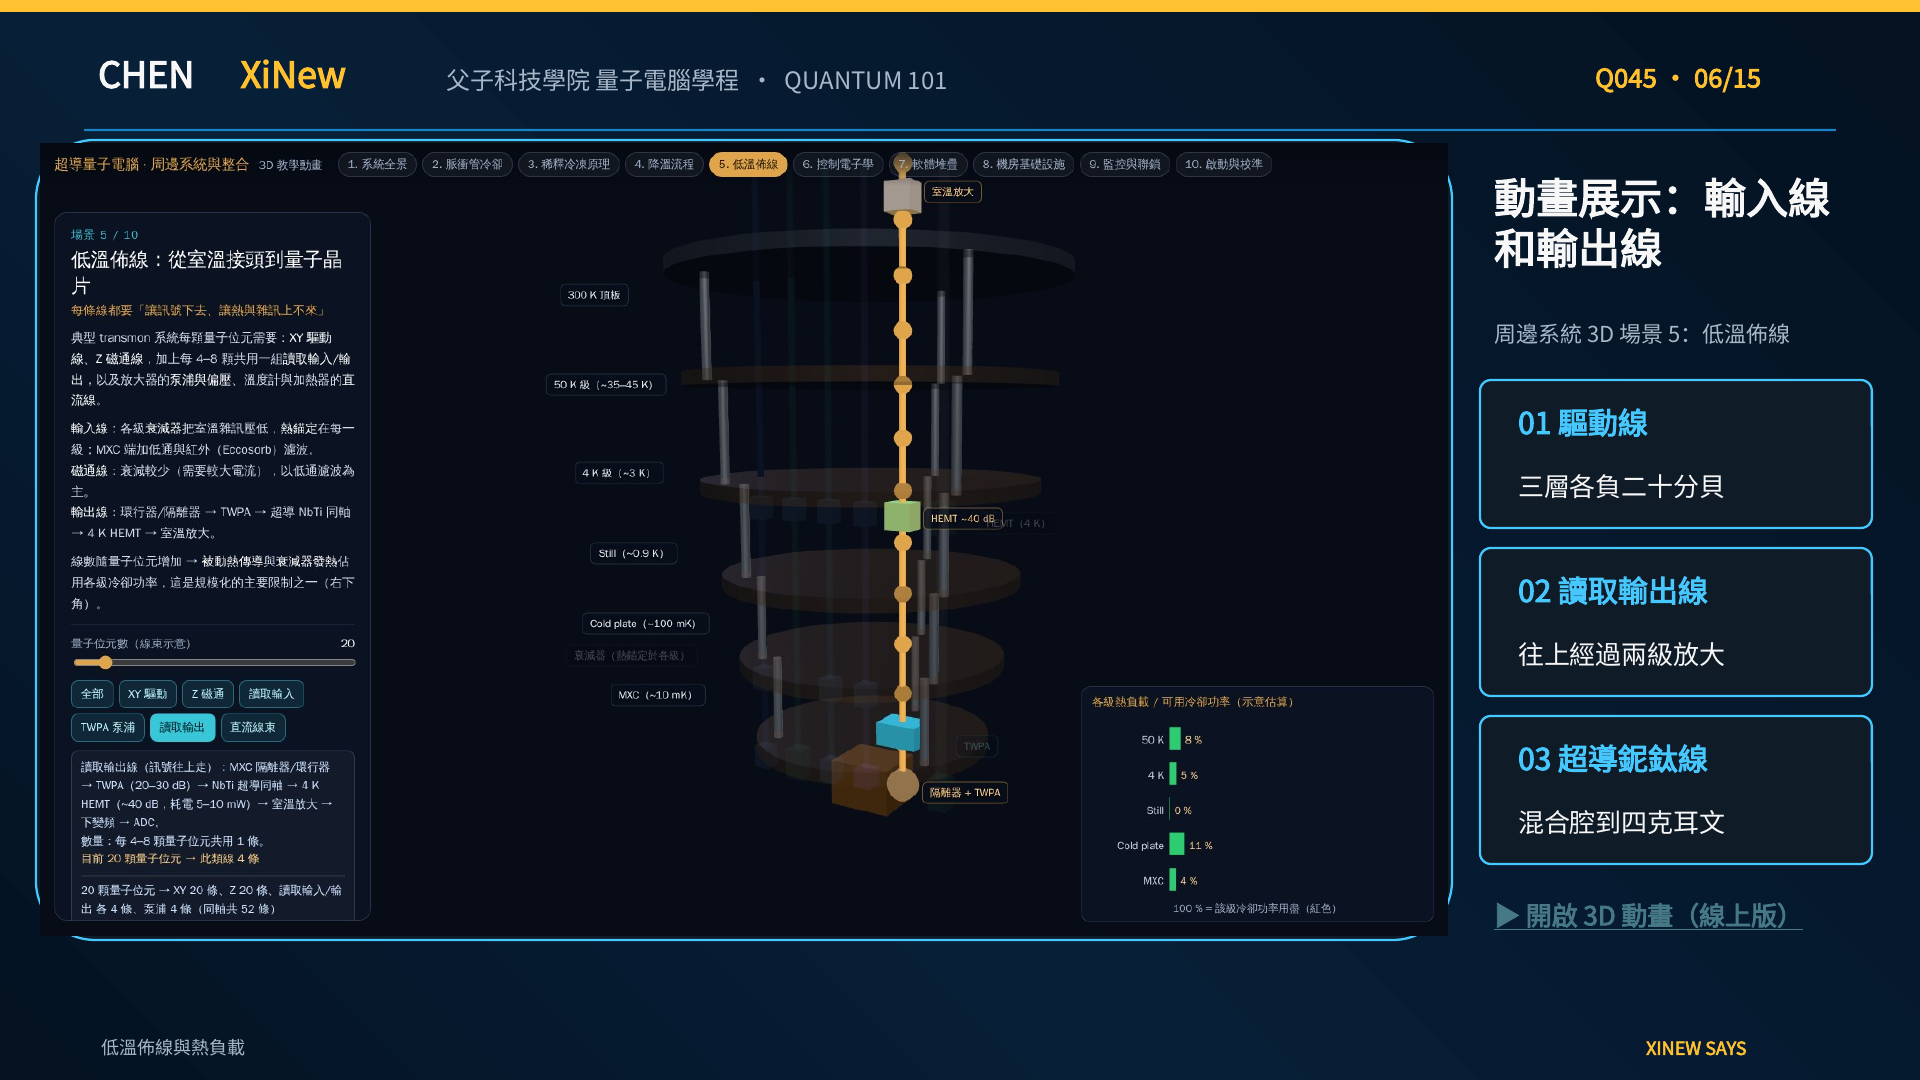 CHEN XiNew 父子科技學院 量子電腦學程 • QUANTUM 101 Q045 • 06/15
超導量子電腦 · 周邊系統與整合 3D 教學動畫
1. 系統全景 2. 脈衝管冷卻 3. 稀釋冷凍原理 4. 降溫流程 5. 低溫佈線 6. 控制電子學 7. 軟體堆疊 8. 機房基礎設施 9. 監控與聯鎖 10. 啟動與校準
場景 5 / 10
低溫佈線：從室溫接頭到量子晶
片
每條線都要「讓訊號下去、讓熱與雜訊上不來」
典型 transmon 系統每顆量子位元需要：XY 驅動
線、Z 磁通線，加上每 4–8 顆共用一組讀取輸入/輸
出，以及放大器的泵浦與偏壓、溫度計與加熱器的直
流線。
輸入線：各級衰減器把室溫雜訊壓低，熱錨定在每一
級；MXC 端加低通與紅外（Eccosorb）濾波。
磁通線：衰減較少（需要較大電流），以低通濾波為
主。
輸出線：環行器/隔離器 → TWPA → 超導 NbTi 同軸
→ 4 K HEMT → 室溫放大。
線數隨量子位元增加 → 被動熱傳導與衰減器發熱佔
用各級冷卻功率，這是規模化的主要限制之一（右下
角）。
量子位元數（線束示意） 20
全部 XY 驅動 Z 磁通 讀取輸入
TWPA 泵浦 讀取輸出 直流線束
讀取輸出線（訊號往上走）：MXC 隔離器/環行器
→ TWPA（20–30 dB）→ NbTi 超導同軸 → 4 K
HEMT（~40 dB，耗電 5–10 mW）→ 室溫放大 →
下變頻 → ADC。
數量：每 4–8 顆量子位元共用 1 條。
目前 20 顆量子位元 → 此類線 4 條
20 顆量子位元 → XY 20 條、Z 20 條、讀取輸入/輸
出 各 4 條、泵浦 4 條（同軸共 52 條）
室溫放大
300 K 頂板
50 K 級（~35–45 K）
4 K 級（~3 K）
HEMT ~40 dB
HEMT（4 K）
Still（~0.9 K）
Cold plate（~100 mK）
衰減器（熱錨定於各級）
MXC（~10 mK）
TWPA
隔離器 + TWPA
各級熱負載 / 可用冷卻功率（示意估算）
50 K 8 %
4 K 5 %
Still 0 %
Cold plate 11 %
MXC 4 %
100 % = 該級冷卻功率用盡（紅色）
動畫展示：輸入線
和輸出線
周邊系統 3D 場景 5：低溫佈線
01 驅動線
三層各負二十分貝
02 讀取輸出線
往上經過兩級放大
03 超導鈮鈦線
混合腔到四克耳文
▶ 開啟 3D 動畫（線上版）
低溫佈線與熱負載
XINEW SAYS